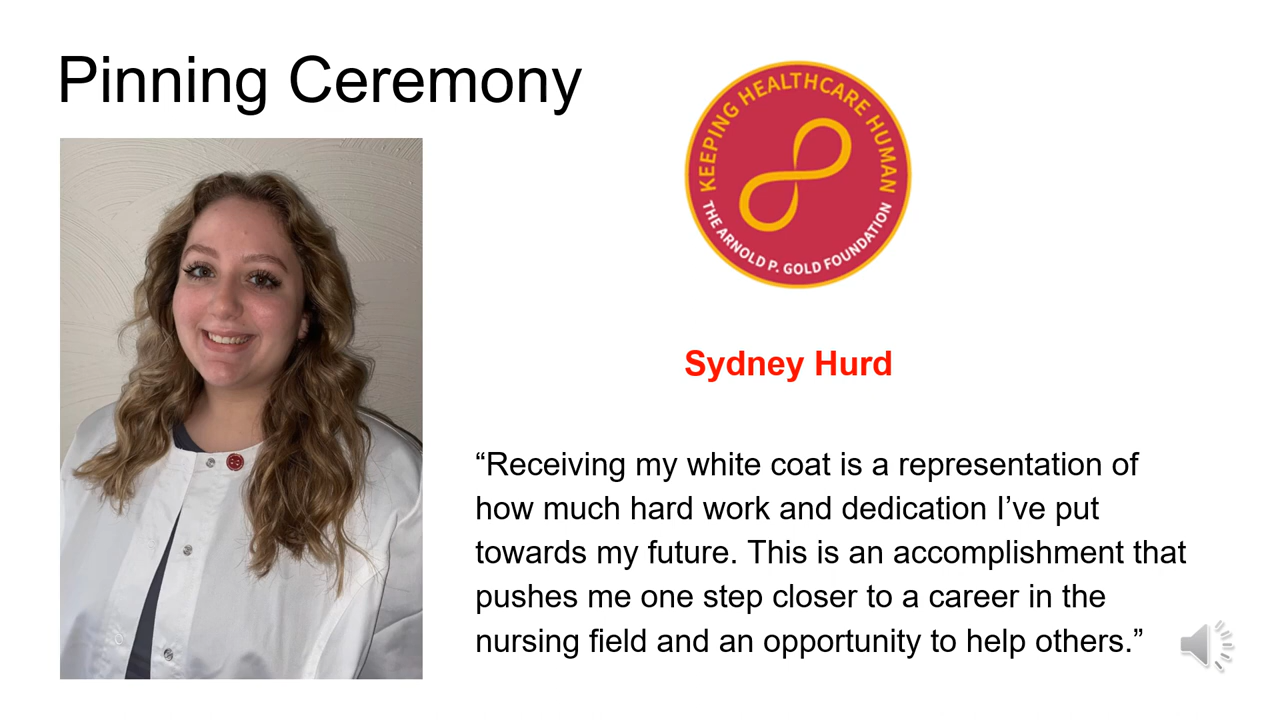 Pinning Ceremony
KEEPING HEALTHCARE HUMAN
THE ARNOLD P. GOLD FOUNDATION
Sydney Hurd
“Receiving my white coat is a representation of
how much hard work and dedication I’ve put
towards my future. This is an accomplishment that
pushes me one step closer to a career in the
nursing field and an opportunity to help others.”